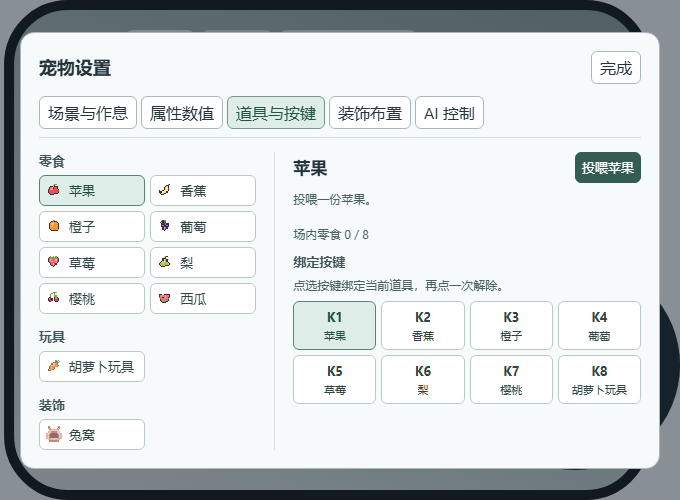 宠物设置
完成
场景与作息
属性数值
道具与按键
装饰布置
AI 控制
零食
苹果
香蕉
橙子
葡萄
草莓
梨
樱桃
西瓜
玩具
胡萝卜玩具
装饰
兔窝
苹果
投喂苹果
投喂一份苹果。
场内零食 0 / 8
绑定按键
点选按键绑定当前道具，再点一次解除。
K1
苹果
K2
香蕉
K3
橙子
K4
葡萄
K5
草莓
K6
梨
K7
樱桃
K8
胡萝卜玩具